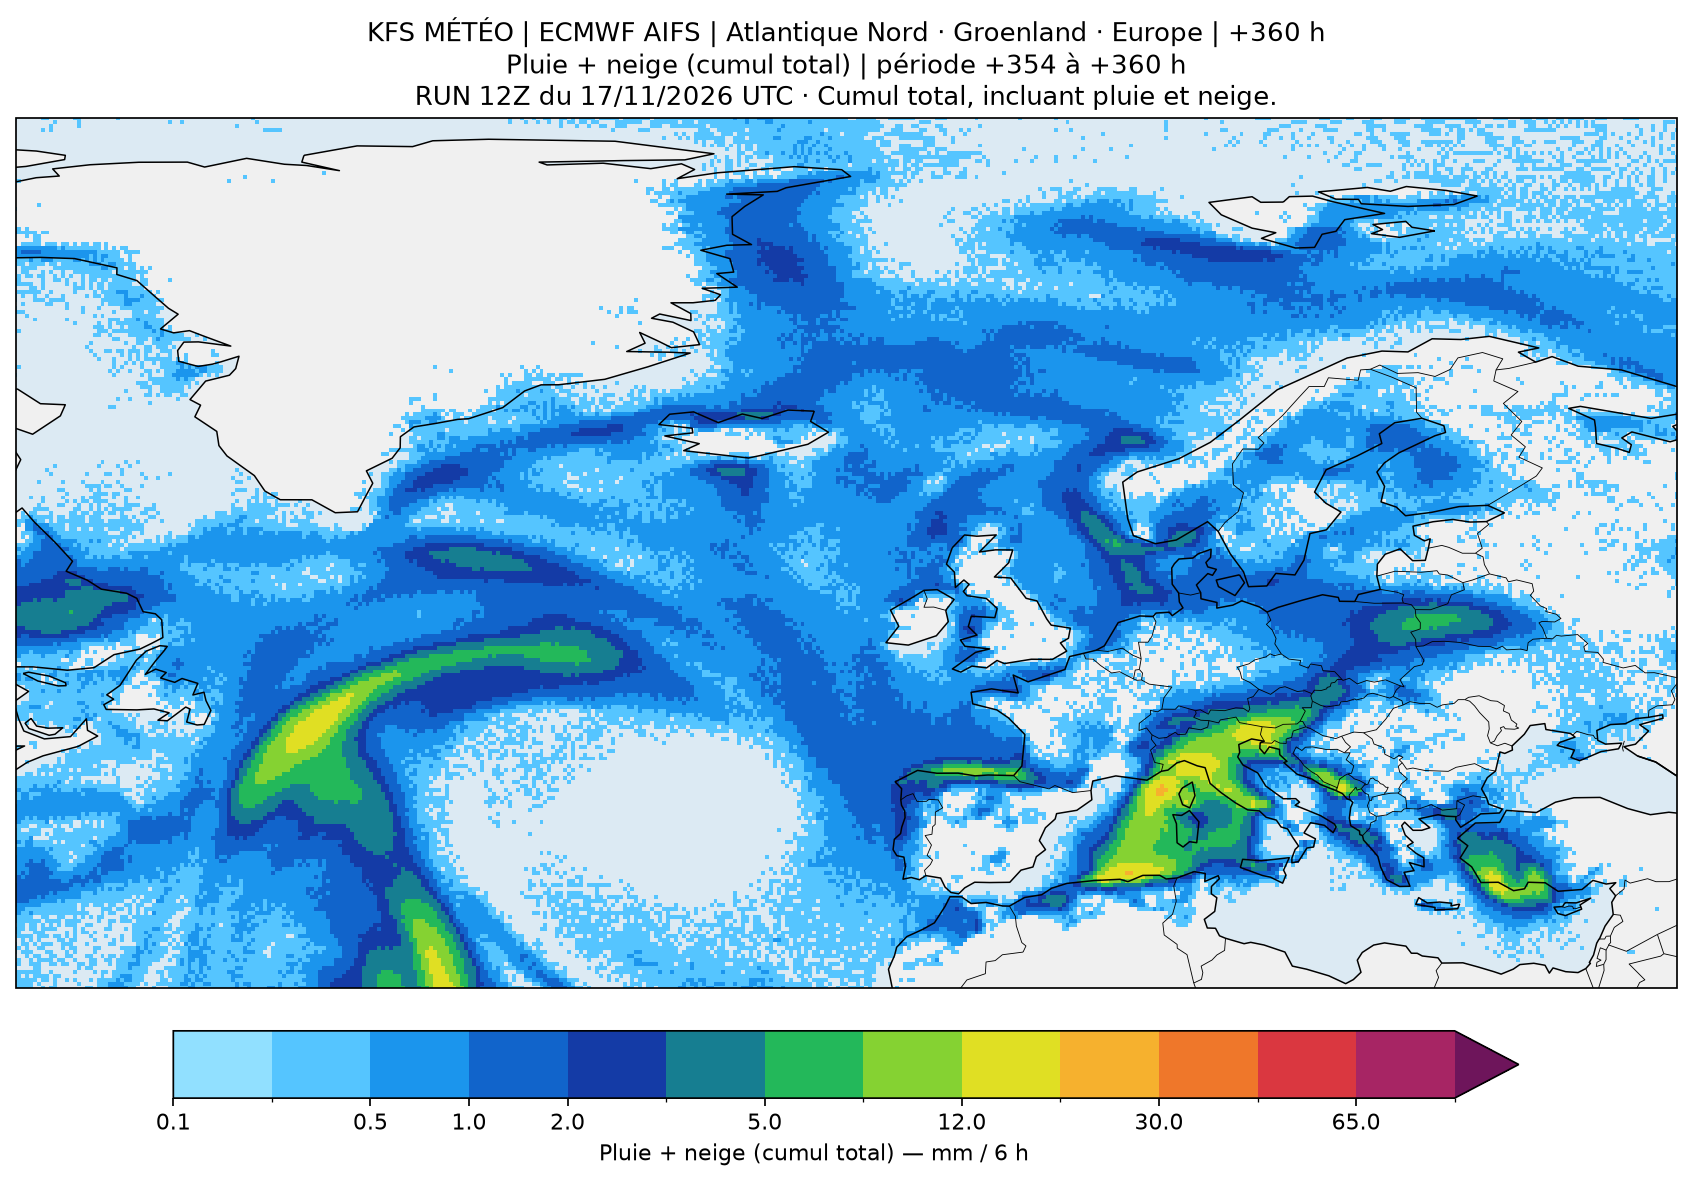 KFS MÉTÉO | ECMWF AIFS | Atlantique Nord · Groenland · Europe | +360 h
Pluie + neige (cumul total) | période +354 à +360 h
RUN 12Z du 17/11/2026 UTC · Cumul total, incluant pluie et neige.
0.1 0.5 1.0 2.0 5.0 12.0 30.0 65.0
Pluie + neige (cumul total) — mm / 6 h